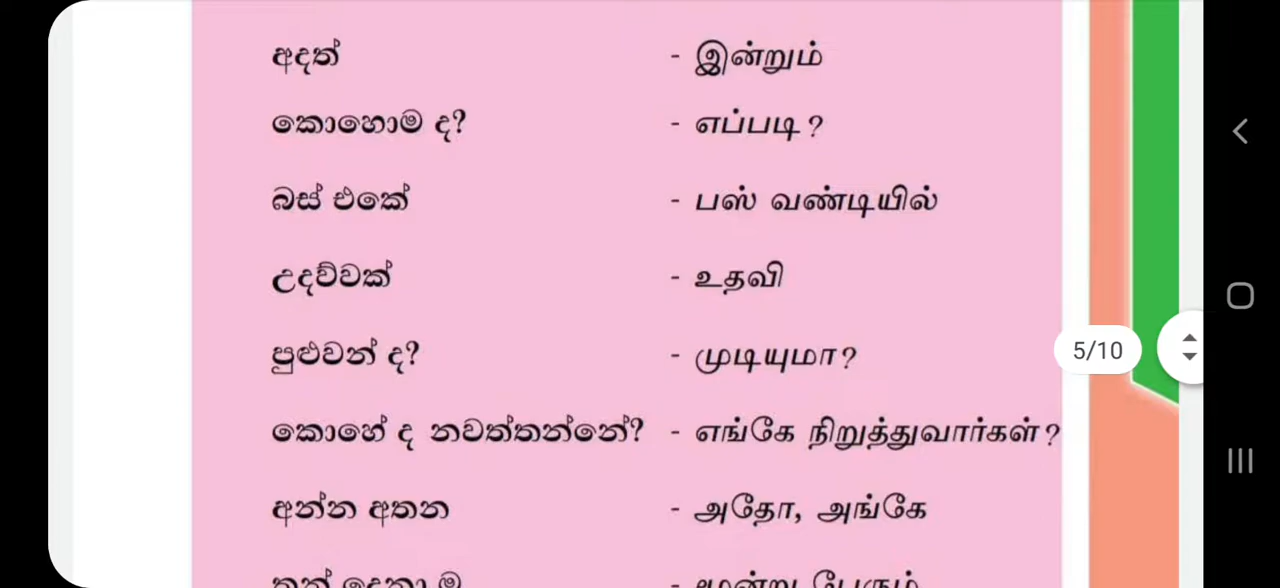 අදත් - இன்றும்
කොහොම ද? - எப்படி?
බස් එකේ - பஸ் வண்டியில்
උදව්වක් - உதவி
පුළුවන් ද? - முடியுமா?
5/10
කොහේ ද නවත්තන්නේ? - எங்கே நிறுத்துவார்கள்?
අන්න අතන - அதோ, அங்கே
තුන් දෙනා ම - மூன்று பேரும்